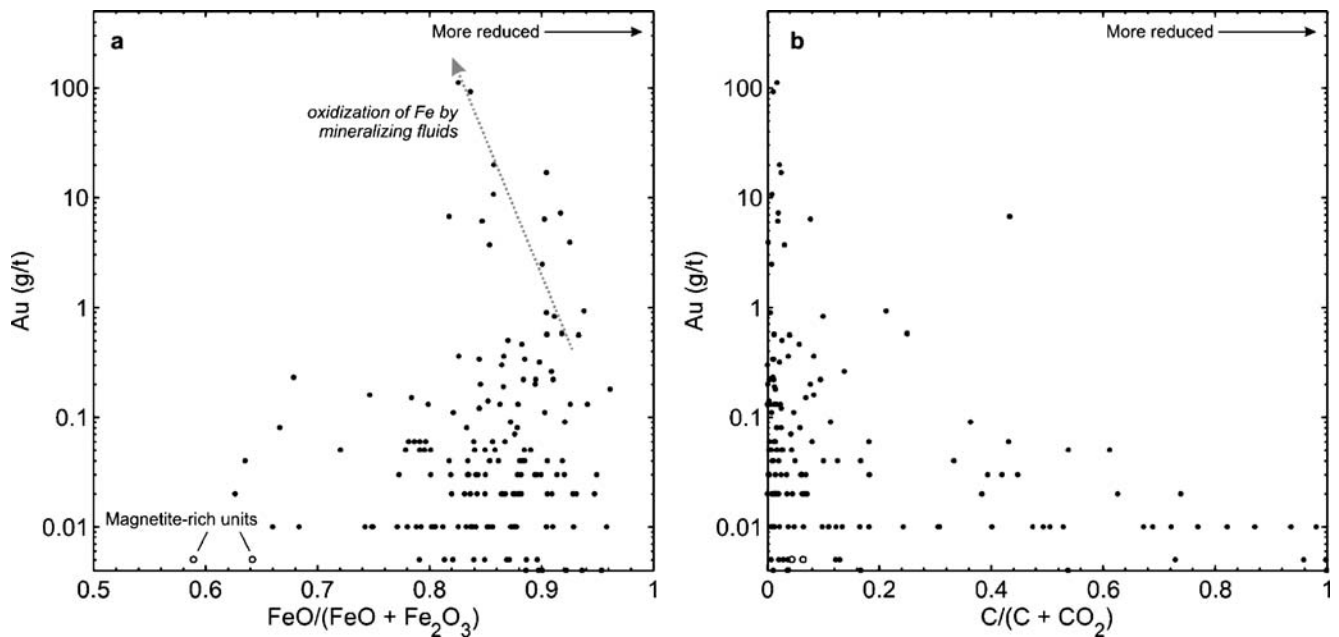 a
More reduced
100
oxidization of Fe by
mineralizing fluids
10
Au (g/t)
1
0.1
0.01
Magnetite-rich units
0.5
0.6
0.7
0.8
0.9
1
FeO/(FeO + Fe₂O₃)
b
More reduced
100
10
Au (g/t)
1
0.1
0.01
0
0.2
0.4
0.6
0.8
1
C/(C + CO₂)